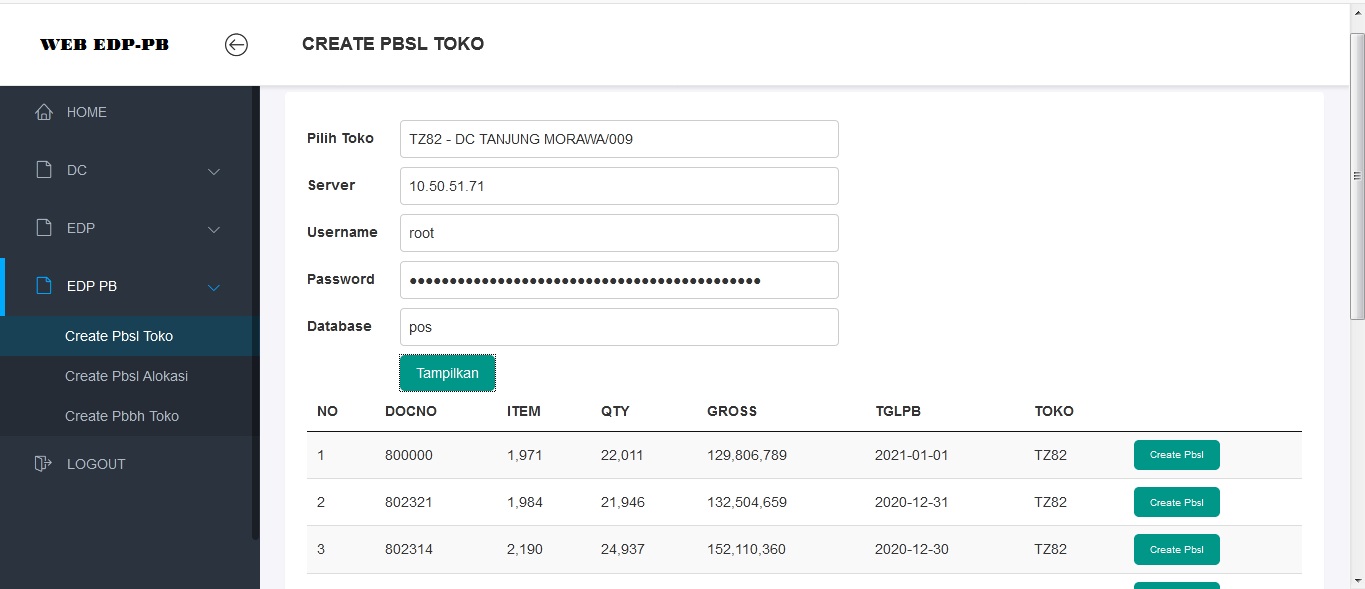 WEB EDP-PB
CREATE PBSL TOKO
HOME
DC
EDP
EDP PB
Create Pbsl Toko
Create Pbsl Alokasi
Create Pbbh Toko
LOGOUT
Pilih Toko TZ82 - DC TANJUNG MORAWA/009
Server 10.50.51.71
Username root
Password ••••••••••••••••••••••••••••••••••••••••••••
Database pos
Tampilkan
NO DOCNO ITEM QTY GROSS TGLPB TOKO
1 800000 1,971 22,011 129,806,789 2021-01-01 TZ82 Create Pbsl
2 802321 1,984 21,946 132,504,659 2020-12-31 TZ82 Create Pbsl
3 802314 2,190 24,937 152,110,360 2020-12-30 TZ82 Create Pbsl